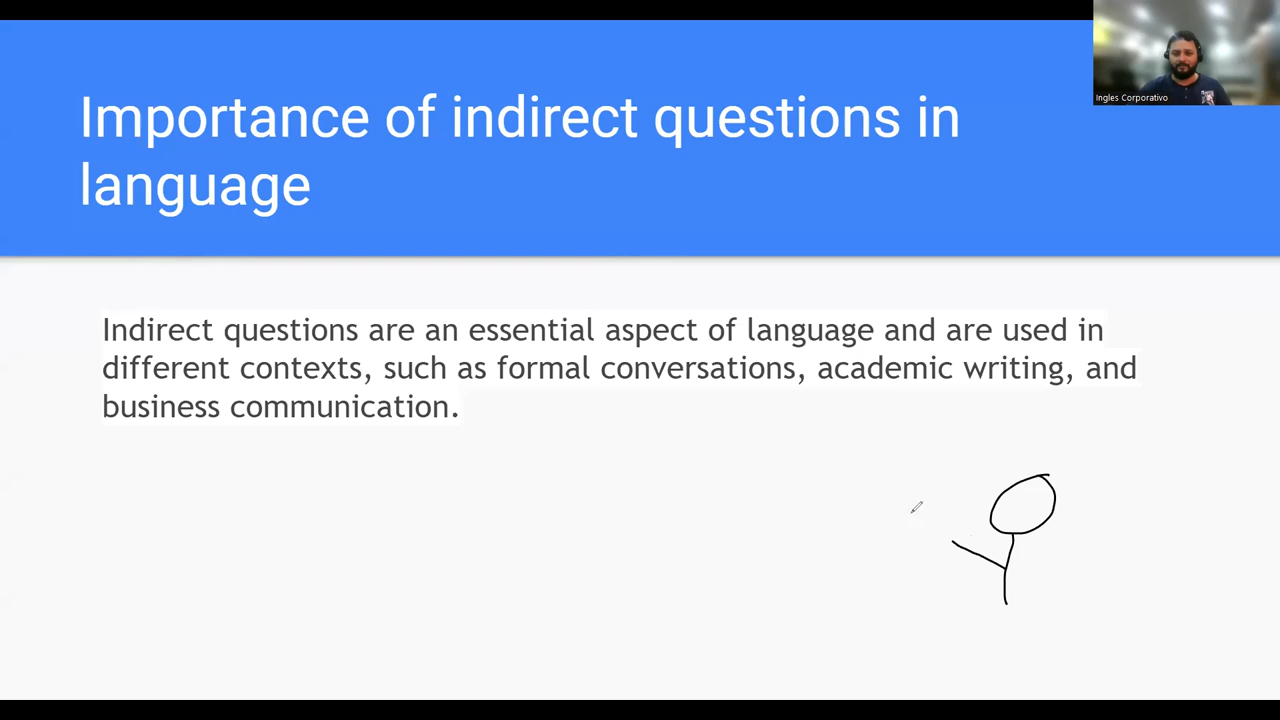 Importance of indirect questions in
language
Ingles Corporativo
Indirect questions are an essential aspect of language and are used in
different contexts, such as formal conversations, academic writing, and
business communication.